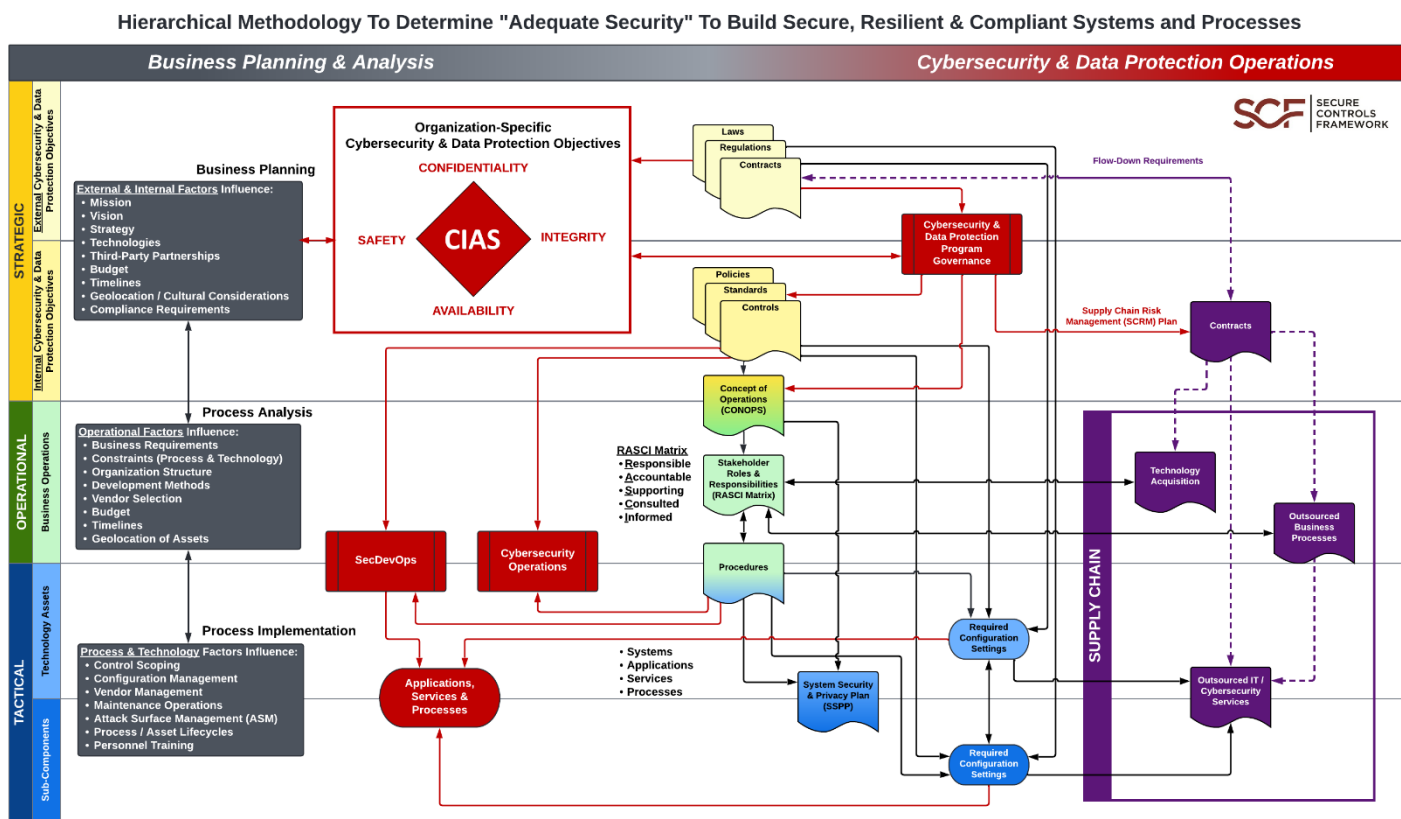 Hierarchical Methodology To Determine "Adequate Security" To Build Secure, Resilient & Compliant Systems and Processes
Business Planning & Analysis
Cybersecurity & Data Protection Operations
STRATEGIC
External Cybersecurity & Data
Protection Objectives
Internal Cybersecurity & Data
Protection Objectives
OPERATIONAL
Business Operations
TACTICAL
Technology Assets
Sub-Components
SCF
SECURE
CONTROLS
FRAMEWORK
Business Planning
External & Internal Factors Influence:
• Mission
• Vision
• Strategy
• Technologies
• Third-Party Partnerships
• Budget
• Timelines
• Geolocation / Cultural Considerations
• Compliance Requirements
Organization-Specific
Cybersecurity & Data Protection Objectives
CONFIDENTIALITY
SAFETY
CIAS
INTEGRITY
AVAILABILITY
Laws
Regulations
Contracts
Flow-Down Requirements
Cybersecurity &
Data Protection
Program
Governance
Policies
Standards
Controls
Supply Chain Risk
Management (SCRM) Plan
Contracts
Concept of
Operations
(CONOPS)
Process Analysis
Operational Factors Influence:
• Business Requirements
• Constraints (Process & Technology)
• Organization Structure
• Development Methods
• Vendor Selection
• Budget
• Timelines
• Geolocation of Assets
RASCI Matrix
• Responsible
• Accountable
• Supporting
• Consulted
• Informed
Stakeholder
Roles &
Responsibilities
(RASCI Matrix)
Technology
Acquisition
Outsourced
Business
Processes
SecDevOps
Cybersecurity
Operations
Procedures
SUPPLY CHAIN
Process Implementation
Process & Technology Factors Influence:
• Control Scoping
• Configuration Management
• Vendor Management
• Maintenance Operations
• Attack Surface Management (ASM)
• Process / Asset Lifecycles
• Personnel Training
Applications,
Services &
Processes
• Systems
• Applications
• Services
• Processes
Required
Configuration
Settings
System Security
& Privacy Plan
(SSPP)
Outsourced IT /
Cybersecurity
Services
Required
Configuration
Settings